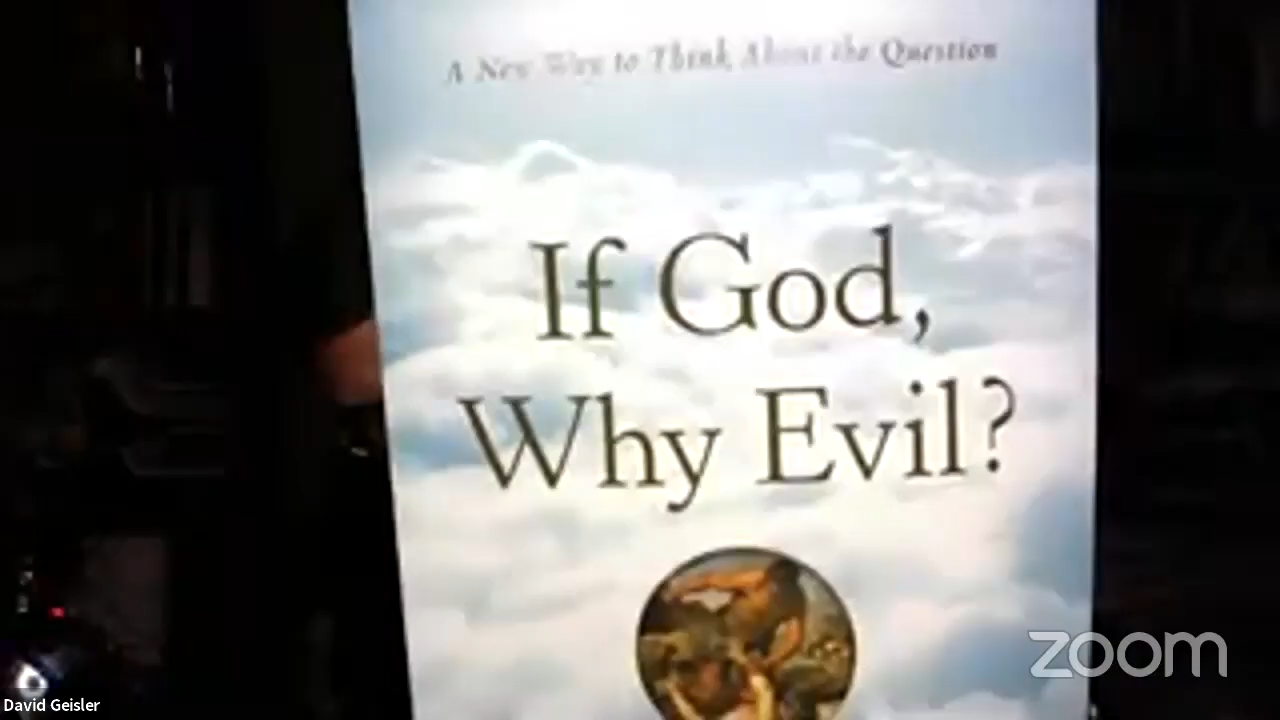 A New Way to Think About the Question
If God,
Why Evil?
zoom
David Geisler